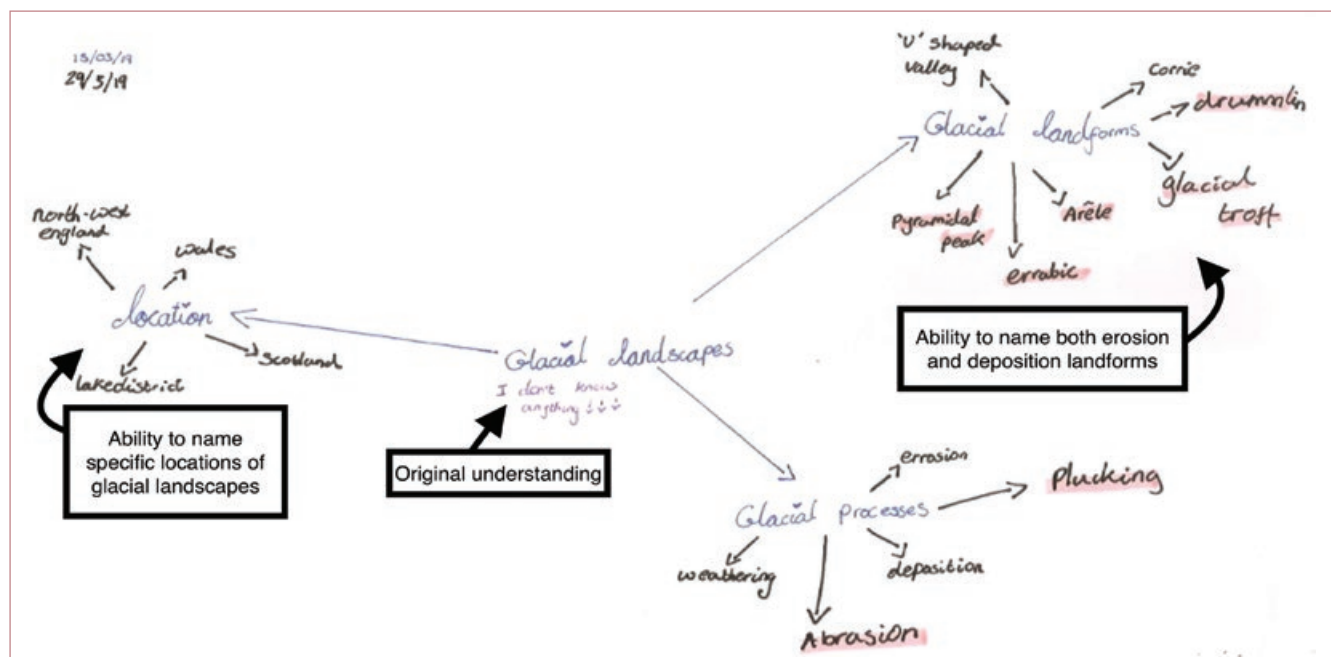 15/03/19
29/5/19
'U' shaped
valley
corrie
drummlin
Glacial landforms
glacial
troff
Pyramidal
peak
Arête
errabic
Ability to name both erosion
and deposition landforms
north-west
england
wales
location
lakedistrict
Scotland
Ability to name
specific locations of
glacial landscapes
Glacial landscapes
I don't know
anything
Original understanding
errosion
Plucking
Glacial Processes
weathering
deposition
Abrasion